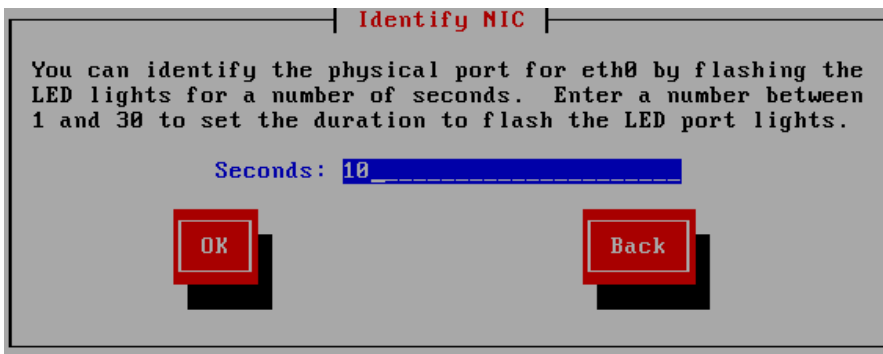 Identify NIC
You can identify the physical port for eth0 by flashing the
LED lights for a number of seconds.  Enter a number between
1 and 30 to set the duration to flash the LED port lights.
Seconds: 10_____________________
OK Back